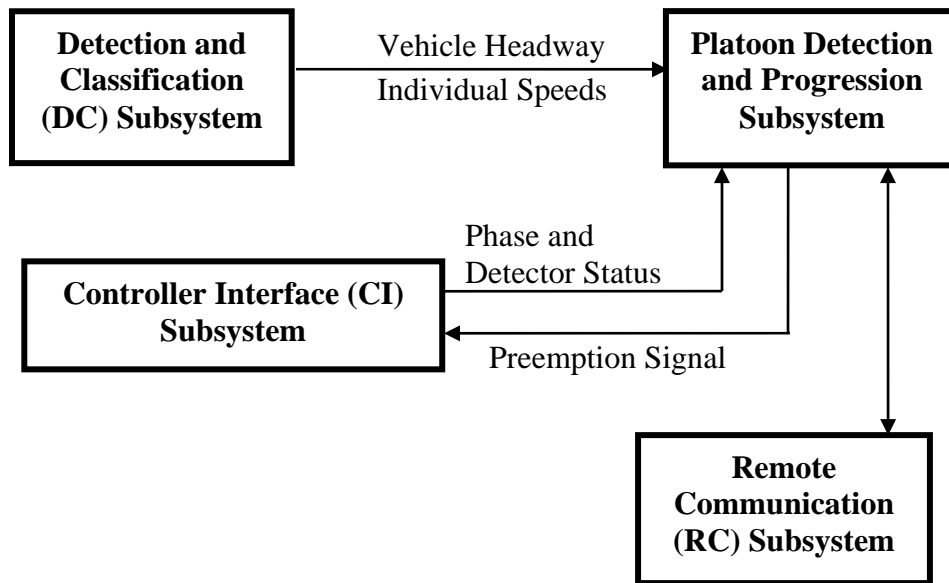 Detection and
Classification
(DC) Subsystem
Vehicle Headway
Individual Speeds
Platoon Detection
and Progression
Subsystem
Phase and
Detector Status
Controller Interface (CI)
Subsystem
Preemption Signal
Remote
Communication
(RC) Subsystem